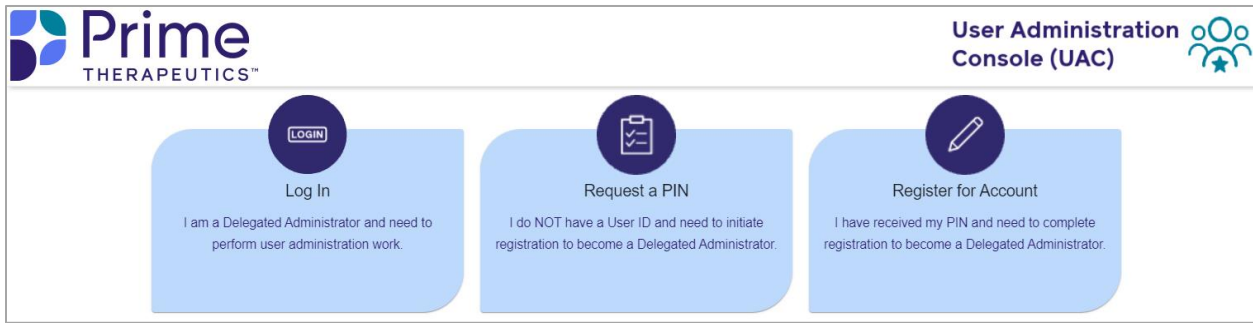 Prime
THERAPEUTICS™
User Administration
Console (UAC)
LOGIN
Log In
I am a Delegated Administrator and need to
perform user administration work.
Request a PIN
I do NOT have a User ID and need to initiate
registration to become a Delegated Administrator.
Register for Account
I have received my PIN and need to complete
registration to become a Delegated Administrator.